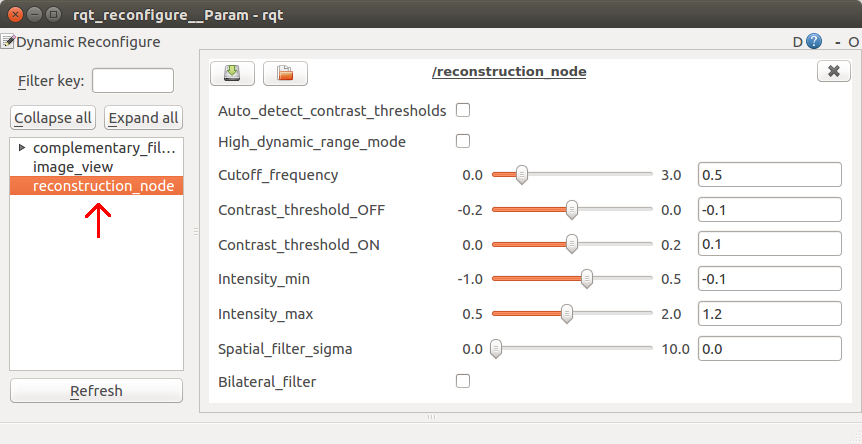 rqt_reconfigure__Param - rqt
Dynamic Reconfigure
D ? - O
Filter key:
Collapse all Expand all
complementary_fil...
image_view
reconstruction_node
Refresh
/reconstruction_node
Auto_detect_contrast_thresholds
High_dynamic_range_mode
Cutoff_frequency 0.0 3.0 0.5
Contrast_threshold_OFF -0.2 0.0 -0.1
Contrast_threshold_ON 0.0 0.2 0.1
Intensity_min -1.0 0.5 -0.1
Intensity_max 0.5 2.0 1.2
Spatial_filter_sigma 0.0 10.0 0.0
Bilateral_filter